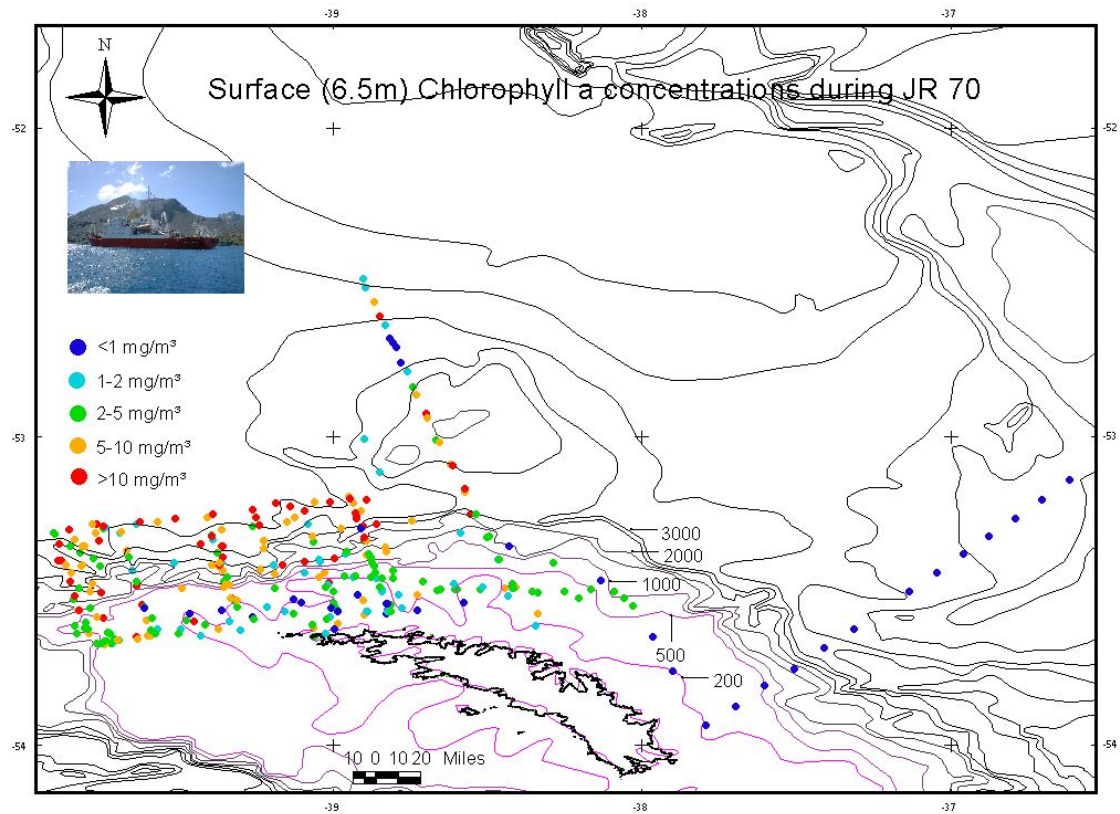 -39
-38
-37
N
Surface (6.5m) Chlorophyll a concentrations during JR 70
-52
-52
<1 mg/m³
1-2 mg/m³
2-5 mg/m³
5-10 mg/m³
>10 mg/m³
-53
-53
3000
2000
1000
500
200
-54
-54
10 0 10 20 Miles
-39
-38
-37